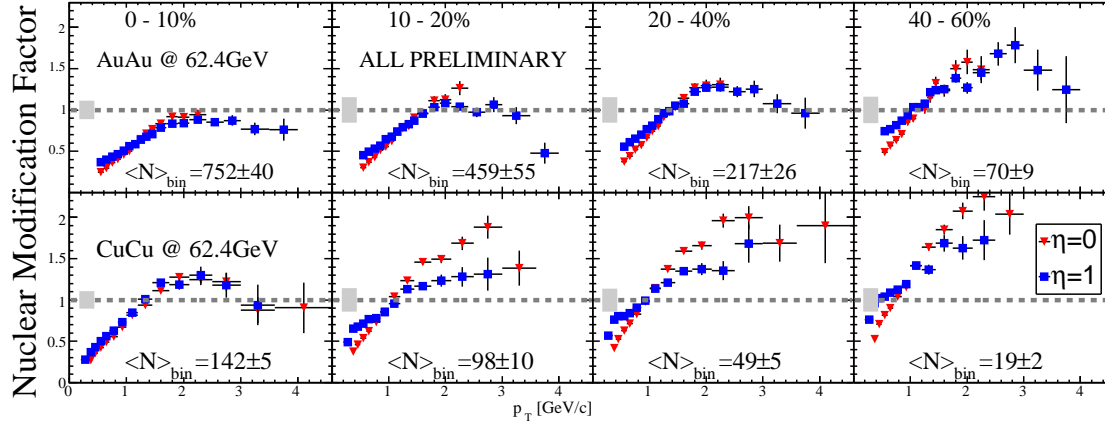 Nuclear Modification Factor
0 - 10%
10 - 20%
20 - 40%
40 - 60%
AuAu @ 62.4GeV
ALL PRELIMINARY
2
1.5
1
0.5
<N>bin =752±40
<N>bin =459±55
<N>bin =217±26
<N>bin =70±9
CuCu @ 62.4GeV
η=0
η=1
2
1.5
1
0.5
0
<N>bin =142±5
<N>bin =98±10
<N>bin =49±5
<N>bin =19±2
0 1 2 3 4
0 1 2 3 4
0 1 2 3 4
0 1 2 3 4
pT [GeV/c]